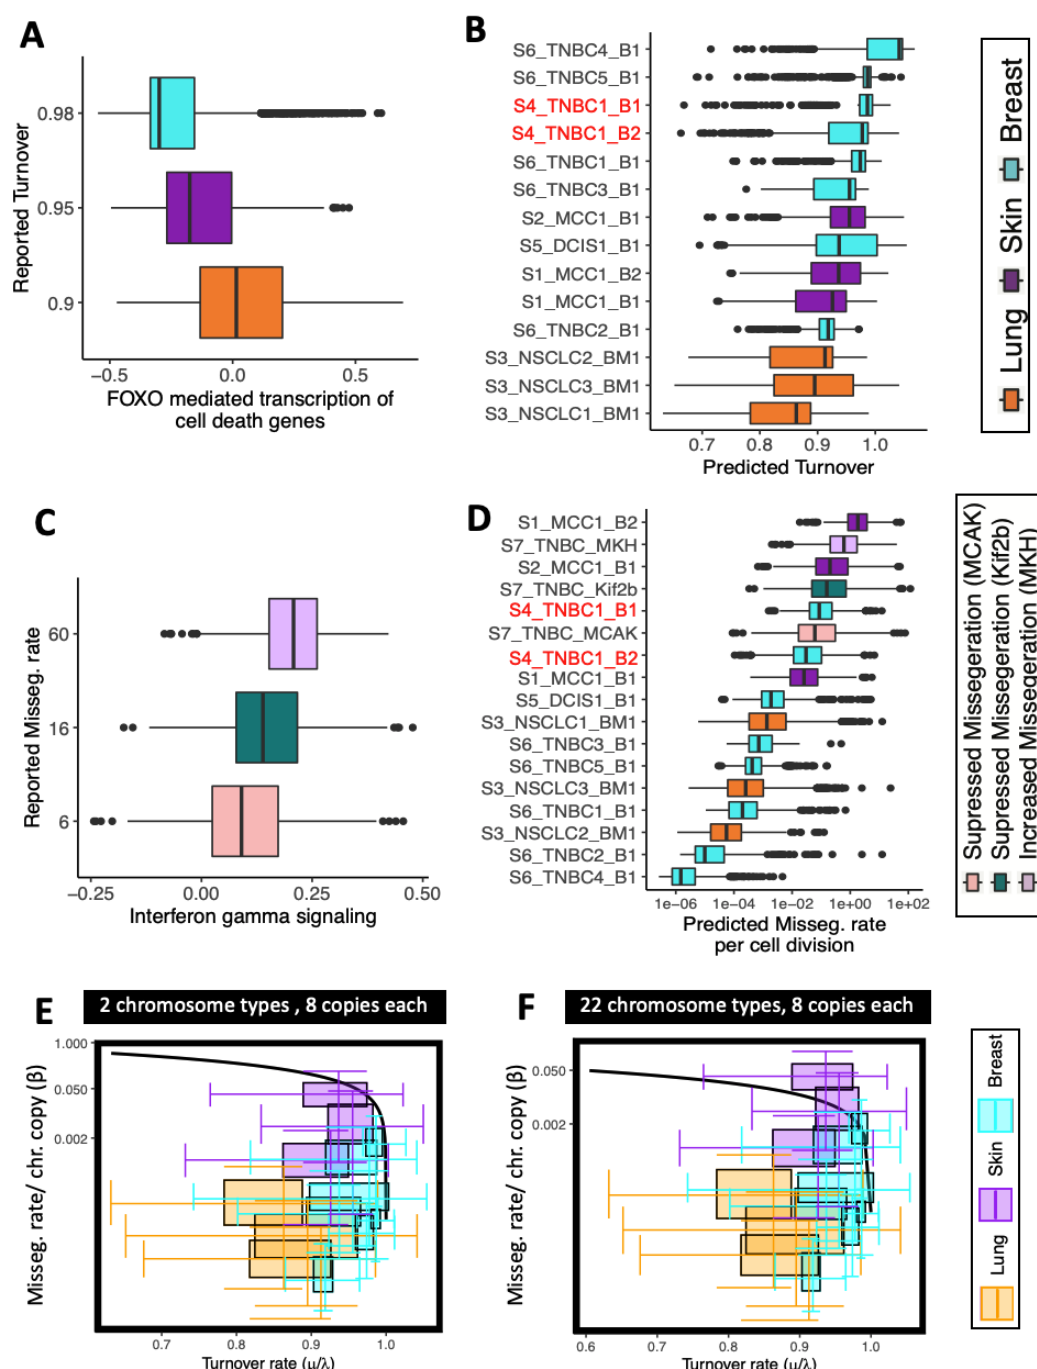 A
Reported Turnover
0.98
0.95
0.9
−0.5 0.0 0.5
FOXO mediated transcription of
cell death genes
B
S6_TNBC4_B1
S6_TNBC5_B1
S4_TNBC1_B1
S4_TNBC1_B2
S6_TNBC1_B1
S6_TNBC3_B1
S2_MCC1_B1
S5_DCIS1_B1
S1_MCC1_B2
S1_MCC1_B1
S6_TNBC2_B1
S3_NSCLC2_BM1
S3_NSCLC3_BM1
S3_NSCLC1_BM1
0.7 0.8 0.9 1.0
Predicted Turnover
Lung Skin Breast
C
Reported Misseg. rate
60
16
6
−0.25 0.00 0.25 0.50
Interferon gamma signaling
D
S1_MCC1_B2
S7_TNBC_MKH
S2_MCC1_B1
S7_TNBC_Kif2b
S4_TNBC1_B1
S7_TNBC_MCAK
S4_TNBC1_B2
S1_MCC1_B1
S5_DCIS1_B1
S3_NSCLC1_BM1
S6_TNBC3_B1
S6_TNBC5_B1
S3_NSCLC3_BM1
S6_TNBC1_B1
S3_NSCLC2_BM1
S6_TNBC2_B1
S6_TNBC4_B1
1e−06 1e−04 1e−02 1e+00 1e+02
Predicted Misseg. rate
per cell division
Supressed Missegeration (MCAK)
Supressed Missegeration (Kif2b)
Increased Missegeration (MKH)
E
2 chromosome types , 8 copies each
Misseg. rate/ chr. copy (β)
1.000
0.050
0.002
0.7 0.8 0.9 1.0
Turnover rate (μ/λ)
F
22 chromosome types, 8 copies each
Misseg. rate/ chr. copy (β)
0.050
0.002
0.6 0.7 0.8 0.9 1.0
Turnover rate (μ/λ)
Lung Skin Breast